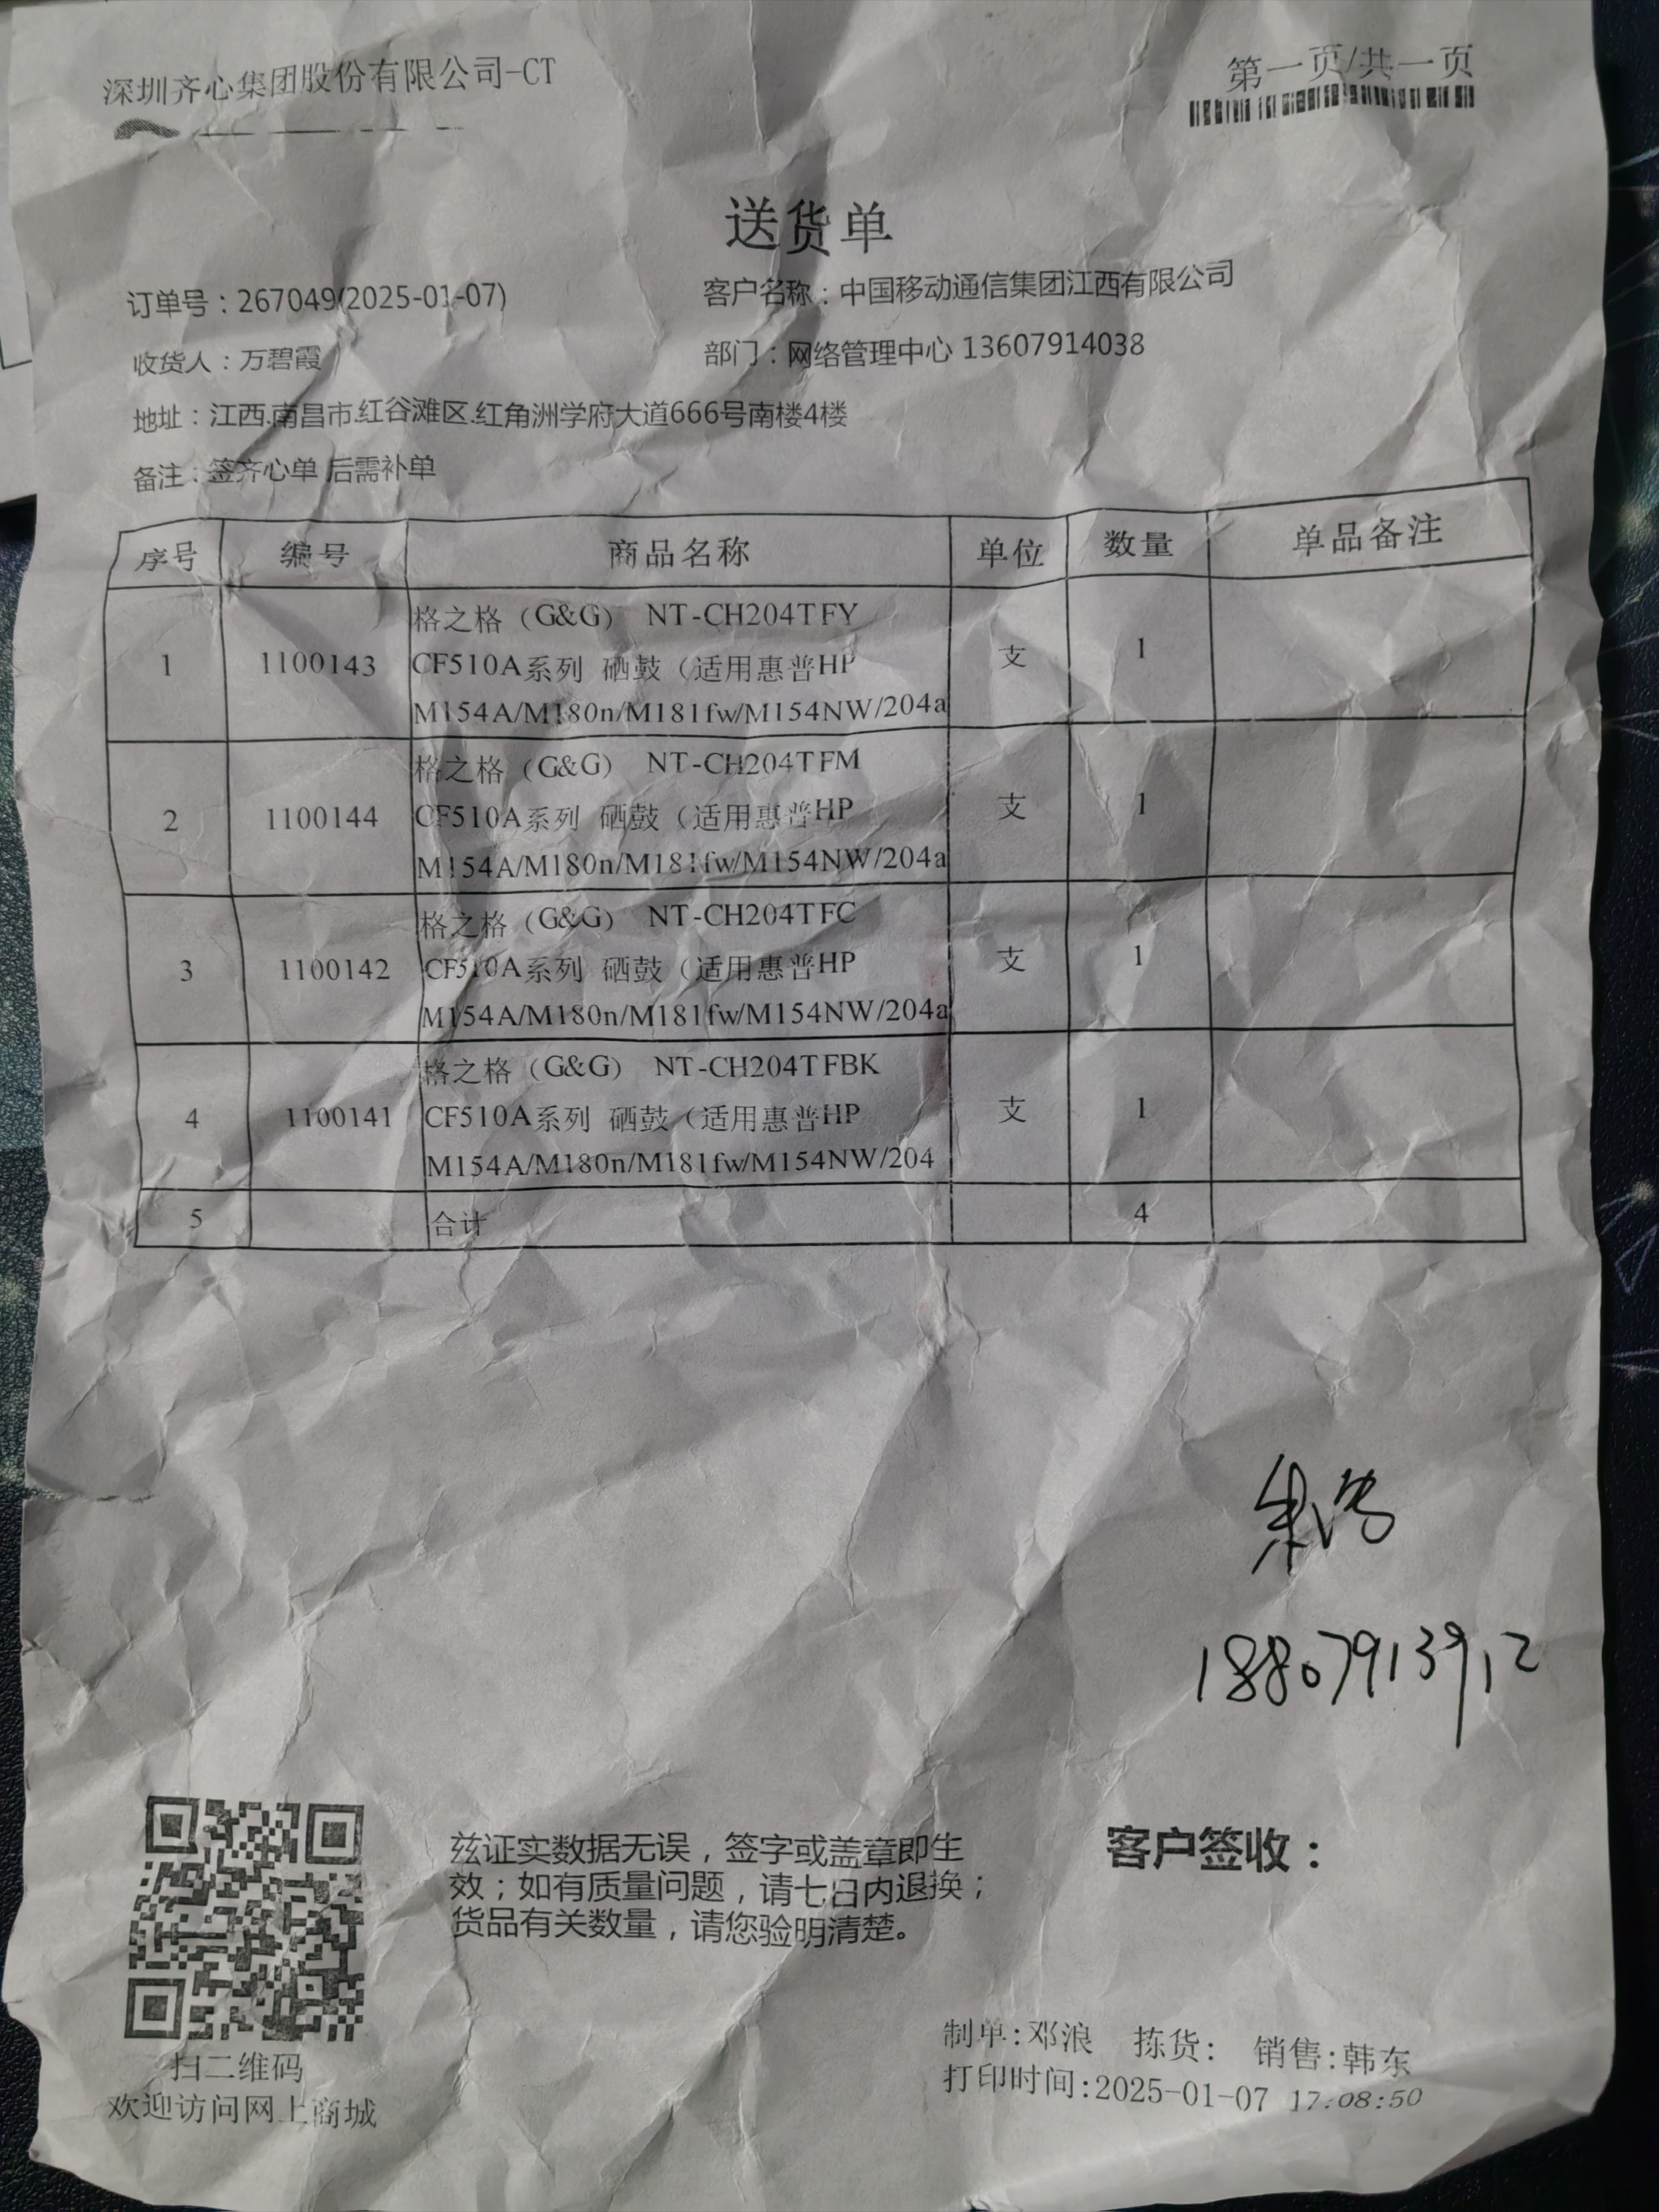 深圳齐心集团股份有限公司-CT
第一页/共一页
送货单
订单号：267049(2025-01-07)
客户名称：中国移动通信集团江西有限公司
收货人：万碧霞
部门：网络管理中心 13607914038
地址：江西.南昌市.红谷滩区.红角洲学府大道666号南楼4楼
备注：签齐心单 后需补单
序号 编号 商品名称 单位 数量 单品备注
格之格（G&G） NT-CH204TFY
1 1100143 CF510A系列 硒鼓（适用惠普HP 支 1
M154A/M180n/M181fw/M154NW/204a
格之格（G&G） NT-CH204TFM
2 1100144 CF510A系列 硒鼓（适用惠普HP 支 1
M154A/M180n/M181fw/M154NW/204a
格之格（G&G） NT-CH204TFC
3 1100142 CF510A系列 硒鼓（适用惠普HP 支 1
M154A/M180n/M181fw/M154NW/204a
格之格（G&G） NT-CH204TFBK
4 1100141 CF510A系列 硒鼓（适用惠普HP 支 1
M154A/M180n/M181fw/M154NW/204
5 合计 4
18807913912
兹证实数据无误，签字或盖章即生
效；如有质量问题，请七日内退换；
货品有关数量，请您验明清楚。
客户签收：
制单:邓浪 拣货: 销售:韩东
打印时间:2025-01-07 17:08:50
扫二维码
欢迎访问网上商城